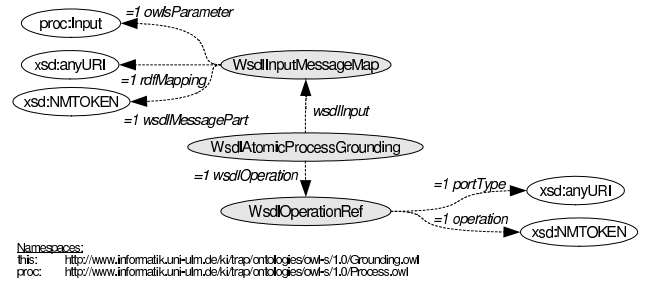 =1 owlsParameter
proc:Input
xsd:anyURI
WsdlInputMessageMap
=1 rdfMapping
xsd:NMTOKEN
=1 wsdlMessagePart
wsdlInput
WsdlAtomicProcessGrounding
=1 wsdlOperation
=1 portType
xsd:anyURI
WsdlOperationRef
=1 operation
xsd:NMTOKEN
Namespaces:
this: http://www.informatik.uni-ulm.de/ki/trap/ontologies/owl-s/1.0/Grounding.owl
proc: http://www.informatik.uni-ulm.de/ki/trap/ontologies/owl-s/1.0/Process.owl